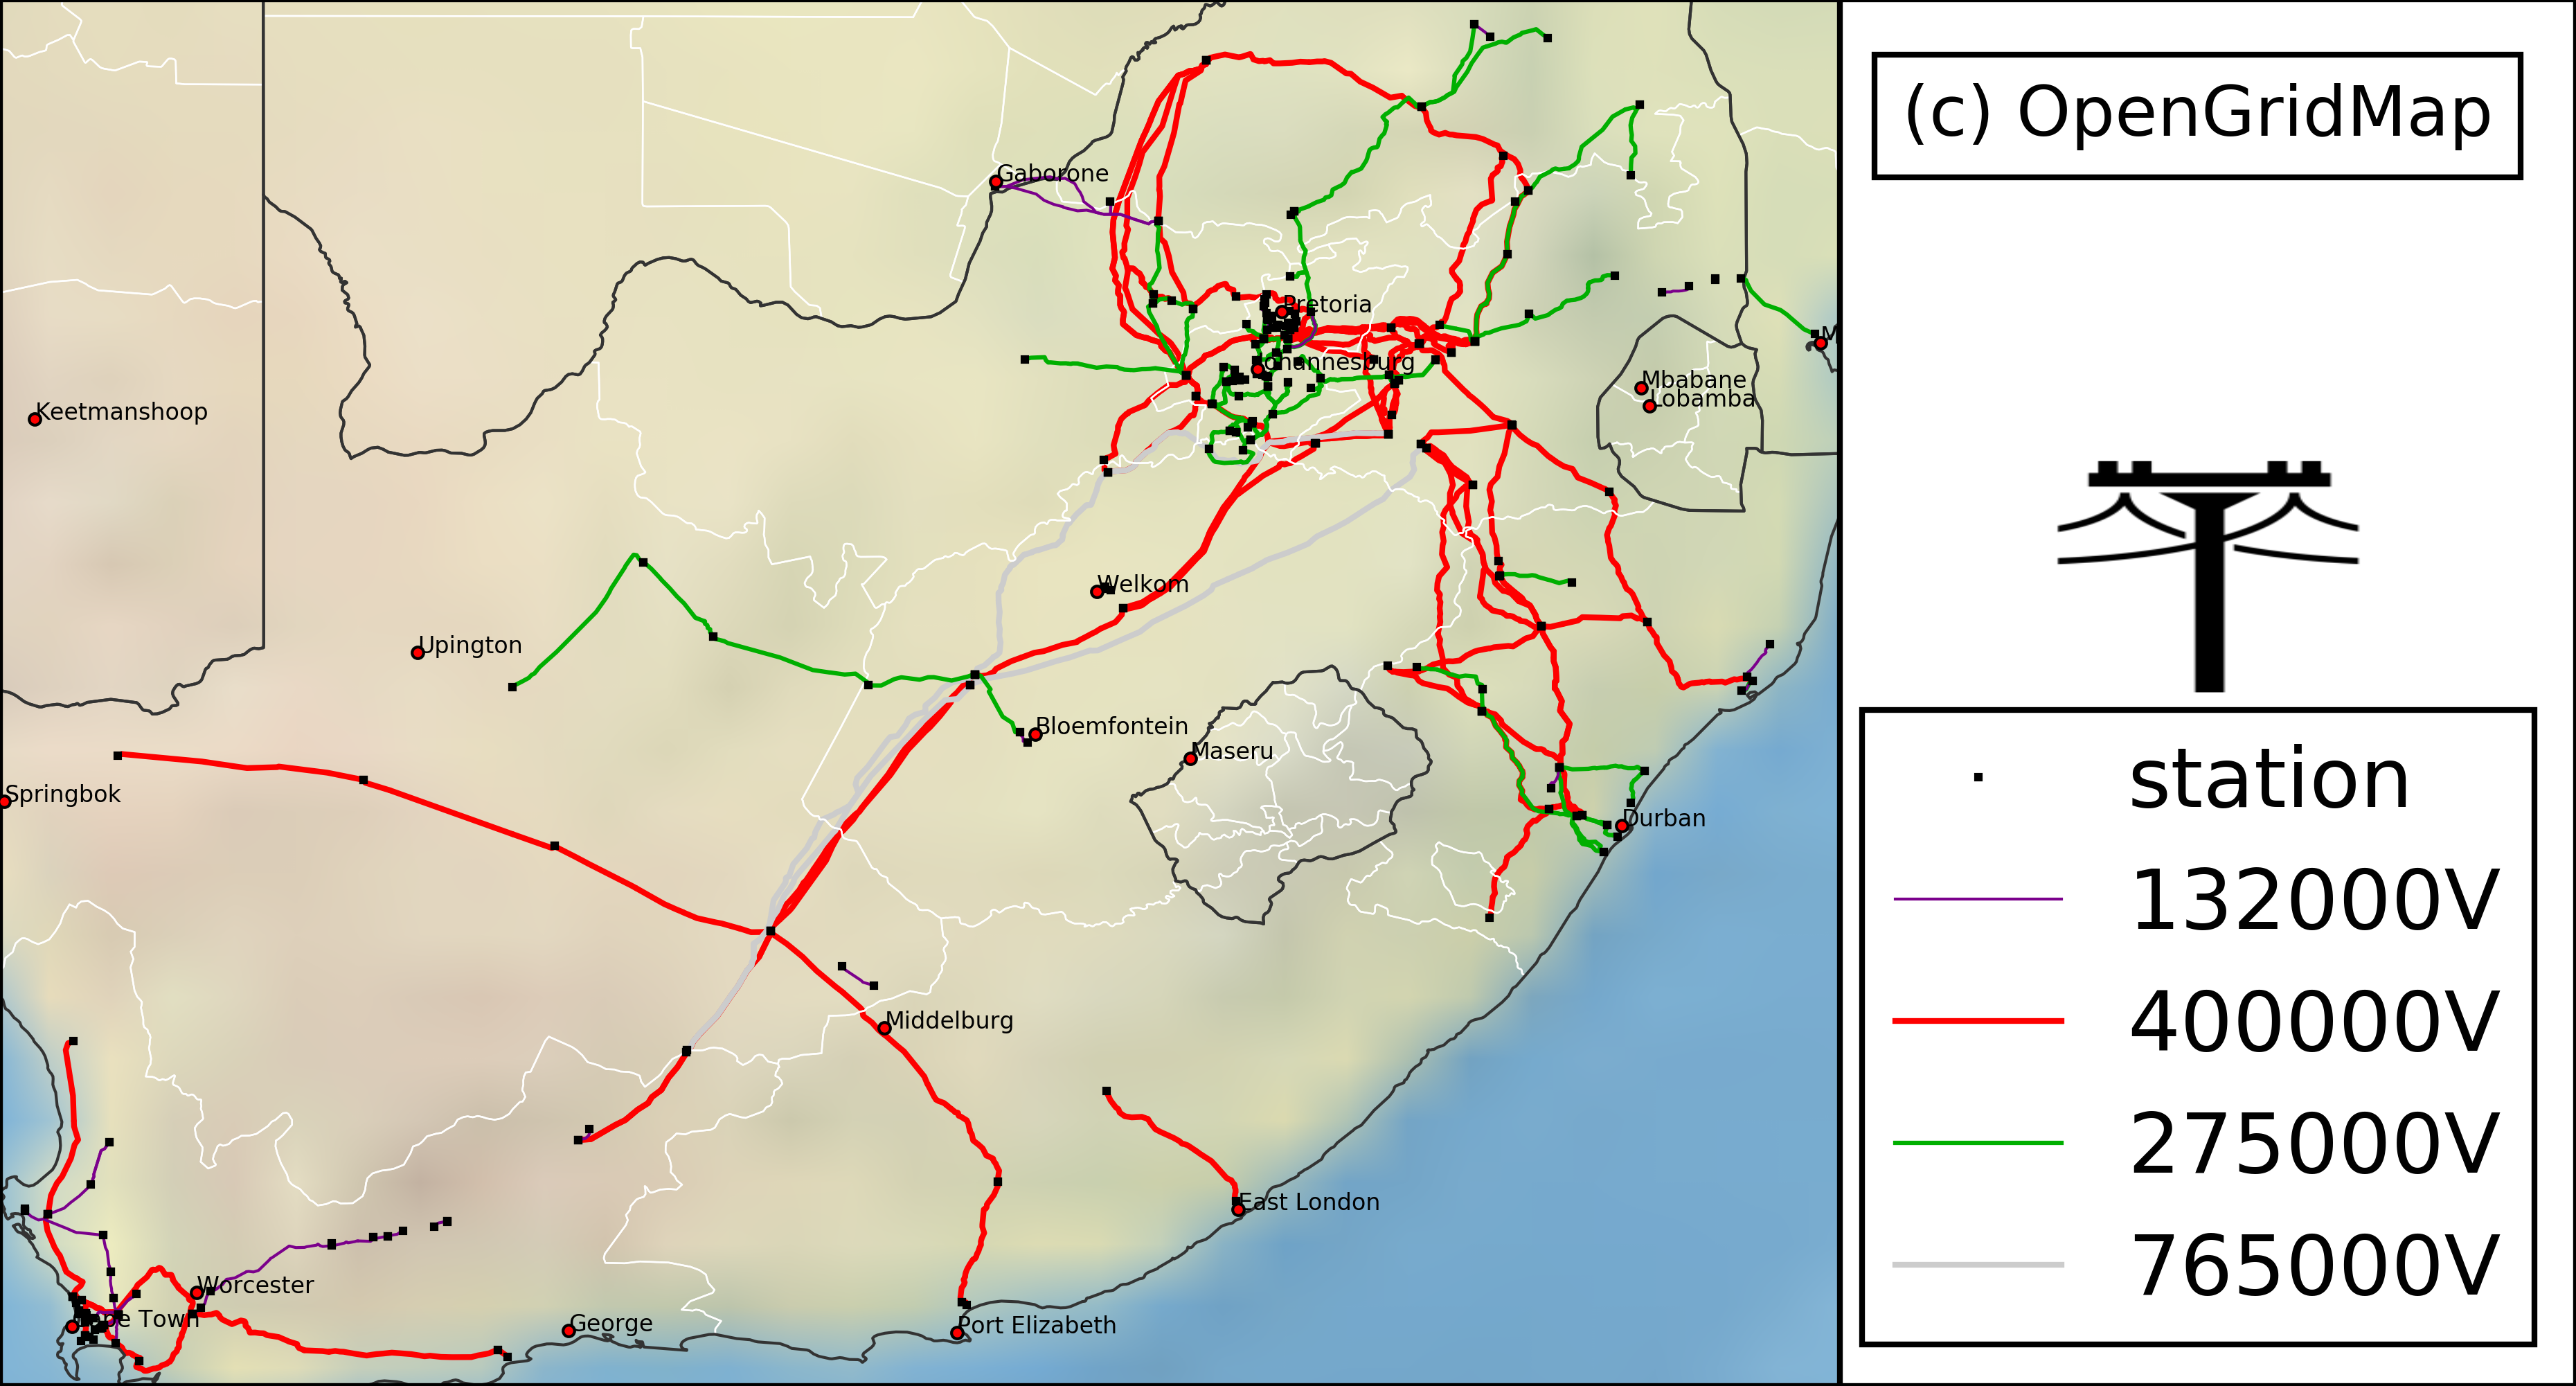 Gaborone
Pretoria
Johannesburg
M
Mbabane
Lobamba
Keetmanshoop
Welkom
Upington
Bloemfontein
Maseru
Springbok
Durban
Middelburg
East London
Worcester
Cape Town
George
Port Elizabeth
(c) OpenGridMap
station
132000V
400000V
275000V
765000V